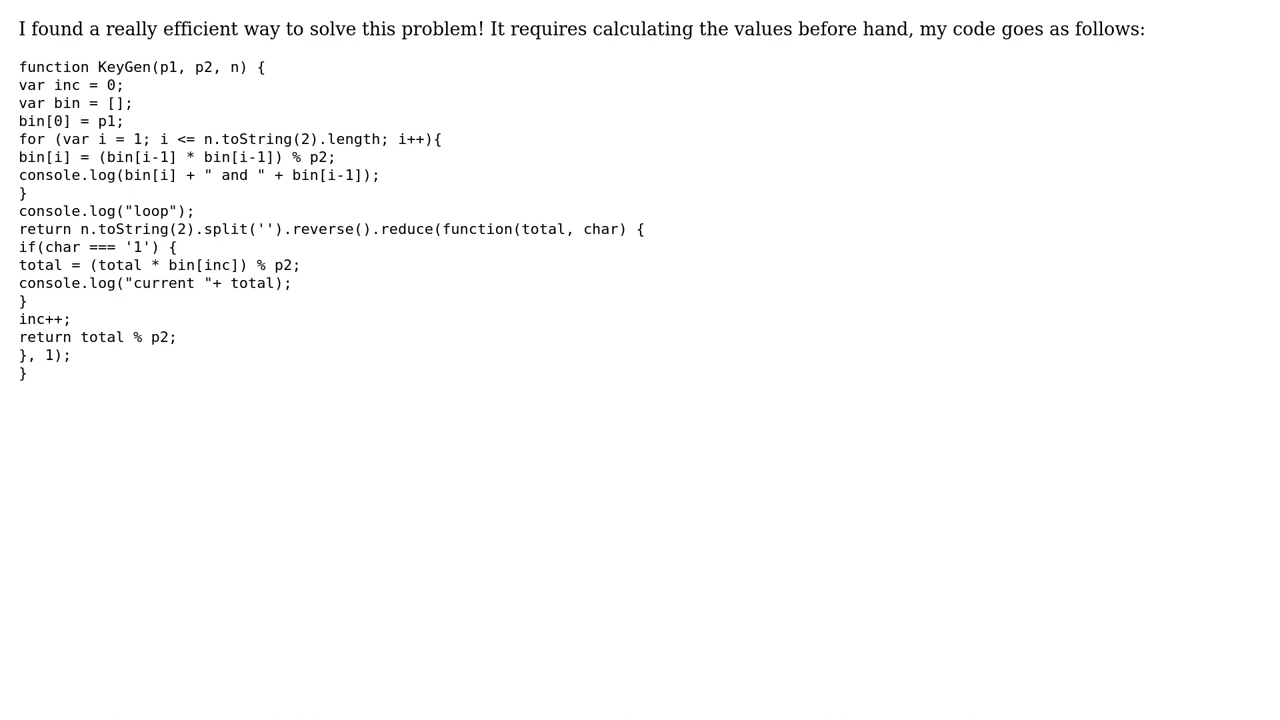 I found a really efficient way to solve this problem! It requires calculating the values before hand, my code goes as follows:
function KeyGen(p1, p2, n) {
var inc = 0;
var bin = [];
bin[0] = p1;
for (var i = 1; i <= n.toString(2).length; i++){
bin[i] = (bin[i-1] * bin[i-1]) % p2;
console.log(bin[i] + " and " + bin[i-1]);
}
console.log("loop");
return n.toString(2).split('').reverse().reduce(function(total, char) {
if(char === '1') {
total = (total * bin[inc]) % p2;
console.log("current "+ total);
}
inc++;
return total % p2;
}, 1);
}